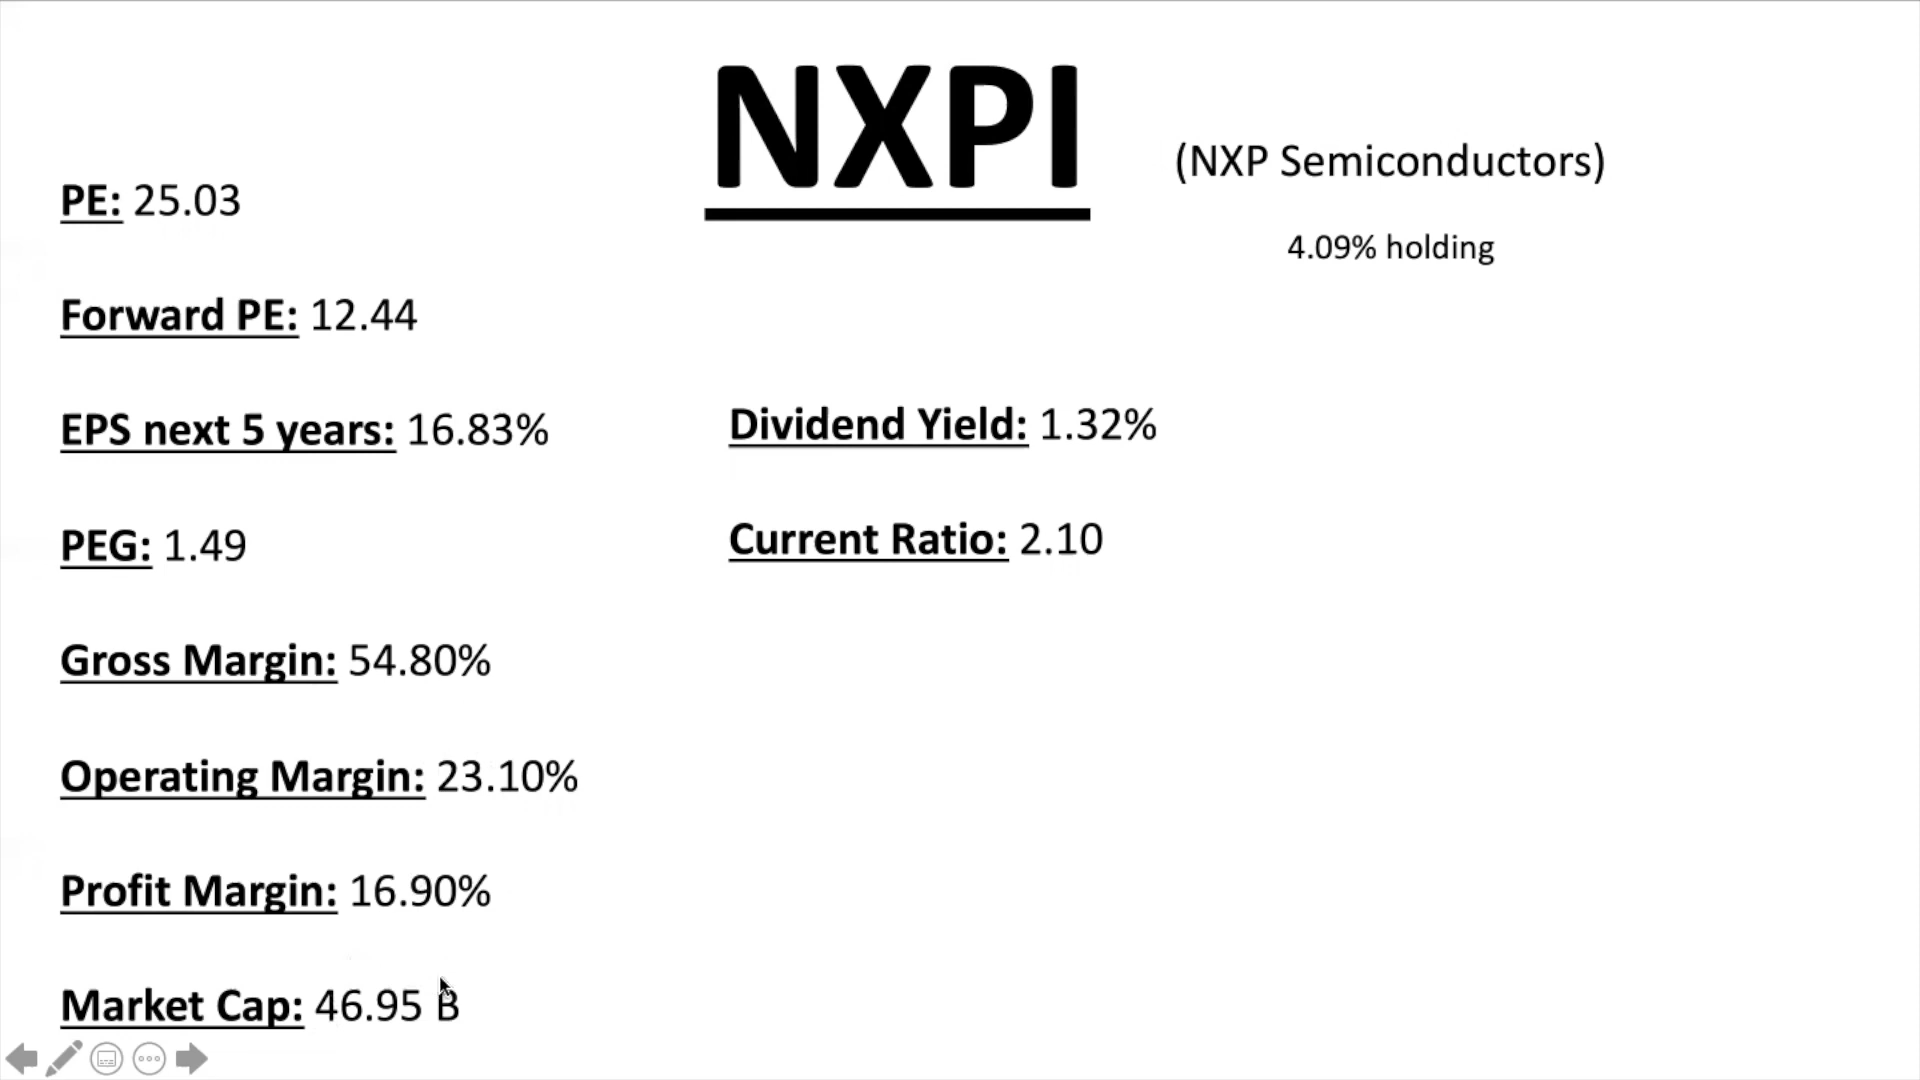 NXPI
(NXP Semiconductors)
4.09% holding
PE: 25.03
Forward PE: 12.44
EPS next 5 years: 16.83%
PEG: 1.49
Gross Margin: 54.80%
Operating Margin: 23.10%
Profit Margin: 16.90%
Market Cap: 46.95 B
Dividend Yield: 1.32%
Current Ratio: 2.10